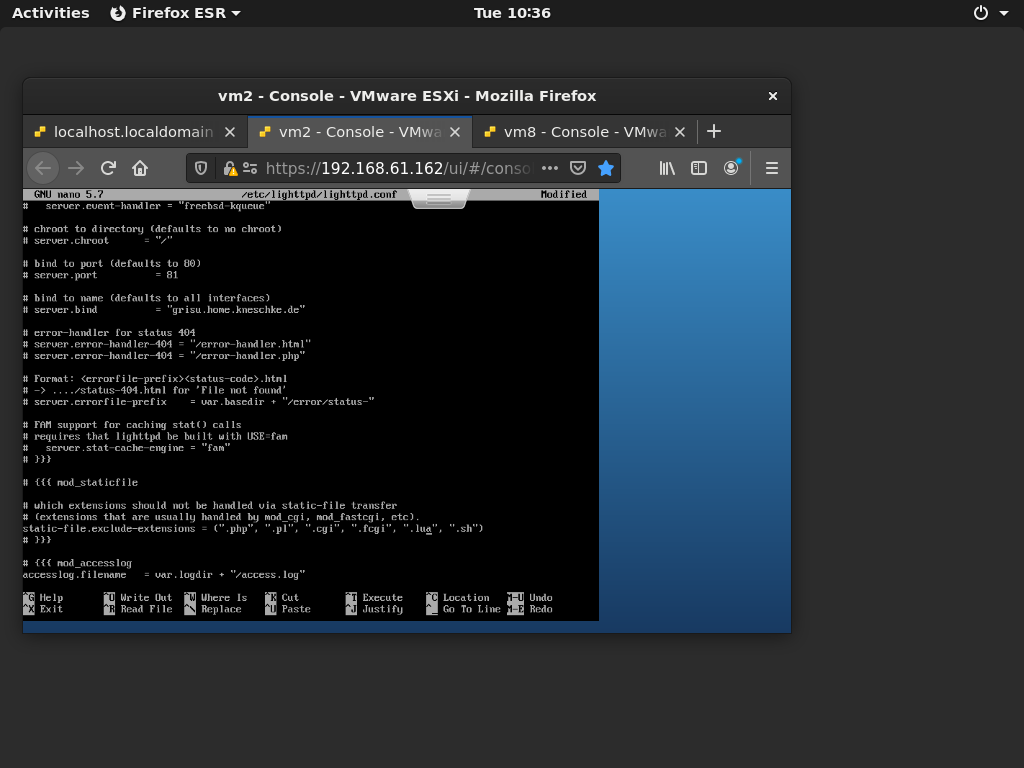 Activities Firefox ESR Tue 10:36
vm2 - Console - VMware ESXi - Mozilla Firefox
localhost.localdomain vm2 - Console - VMwa vm8 - Console - VMwa
https://192.168.61.162/ui/#/conso
GNU nano 5.7 /etc/lighttpd/lighttpd.conf Modified
#   server.event-handler = "freebsd-kqueue"
# chroot to directory (defaults to no chroot)
# server.chroot      = "/"
# bind to port (defaults to 80)
# server.port          = 81
# bind to name (defaults to all interfaces)
# server.bind          = "grisu.home.kneschke.de"
# error-handler for status 404
# server.error-handler-404 = "/error-handler.html"
# server.error-handler-404 = "/error-handler.php"
# Format: <errorfile-prefix><status-code>.html
# -> ..../status-404.html for 'File not found'
# server.errorfile-prefix    = var.basedir + "/error/status-"
# FAM support for caching stat() calls
# requires that lighttpd be built with USE=fam
#   server.stat-cache-engine = "fam"
# }}}
# {{{ mod_staticfile
# which extensions should not be handled via static-file transfer
# (extensions that are usually handled by mod_cgi, mod_fastcgi, etc).
static-file.exclude-extensions = (".php", ".pl", ".cgi", ".fcgi", ".lua", ".sh")
# }}}
# {{{ mod_accesslog
accesslog.filename   = var.logdir + "/access.log"
^G Help ^O Write Out ^W Where Is ^K Cut ^T Execute ^C Location M-U Undo
^X Exit ^R Read File ^\ Replace ^U Paste ^J Justify ^_ Go To Line M-E Redo